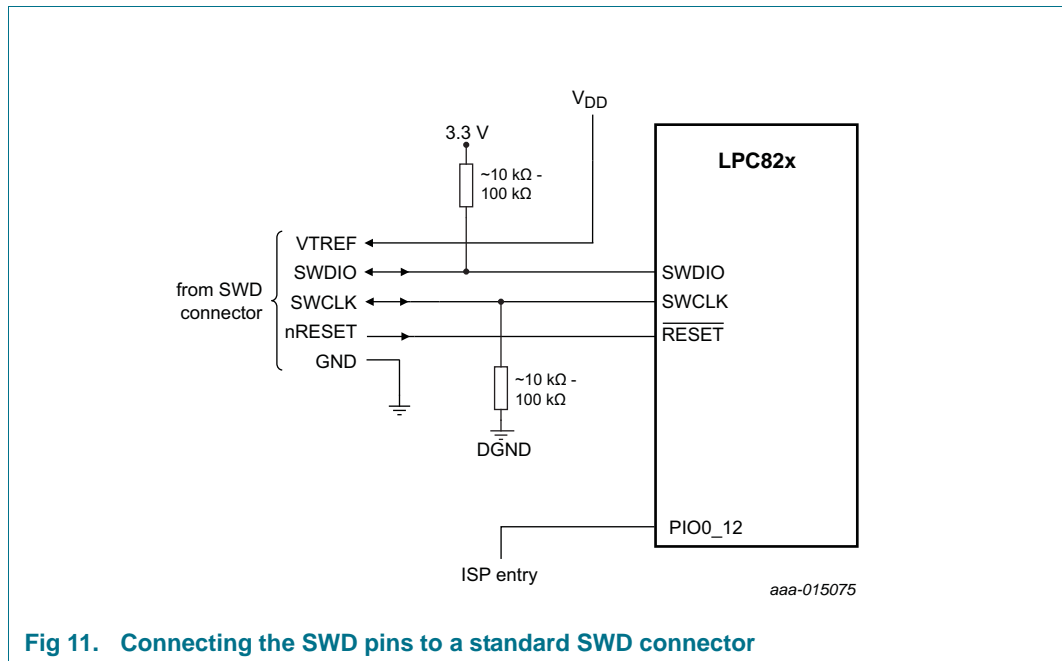 V_DD
3.3 V
LPC82x
~10 kΩ -
100 kΩ
VTREF
SWDIO
SWDIO
from SWD
connector
SWCLK
SWCLK
nRESET
RESET
GND
~10 kΩ -
100 kΩ
DGND
PIO0_12
ISP entry
aaa-015075
Fig 11. Connecting the SWD pins to a standard SWD connector